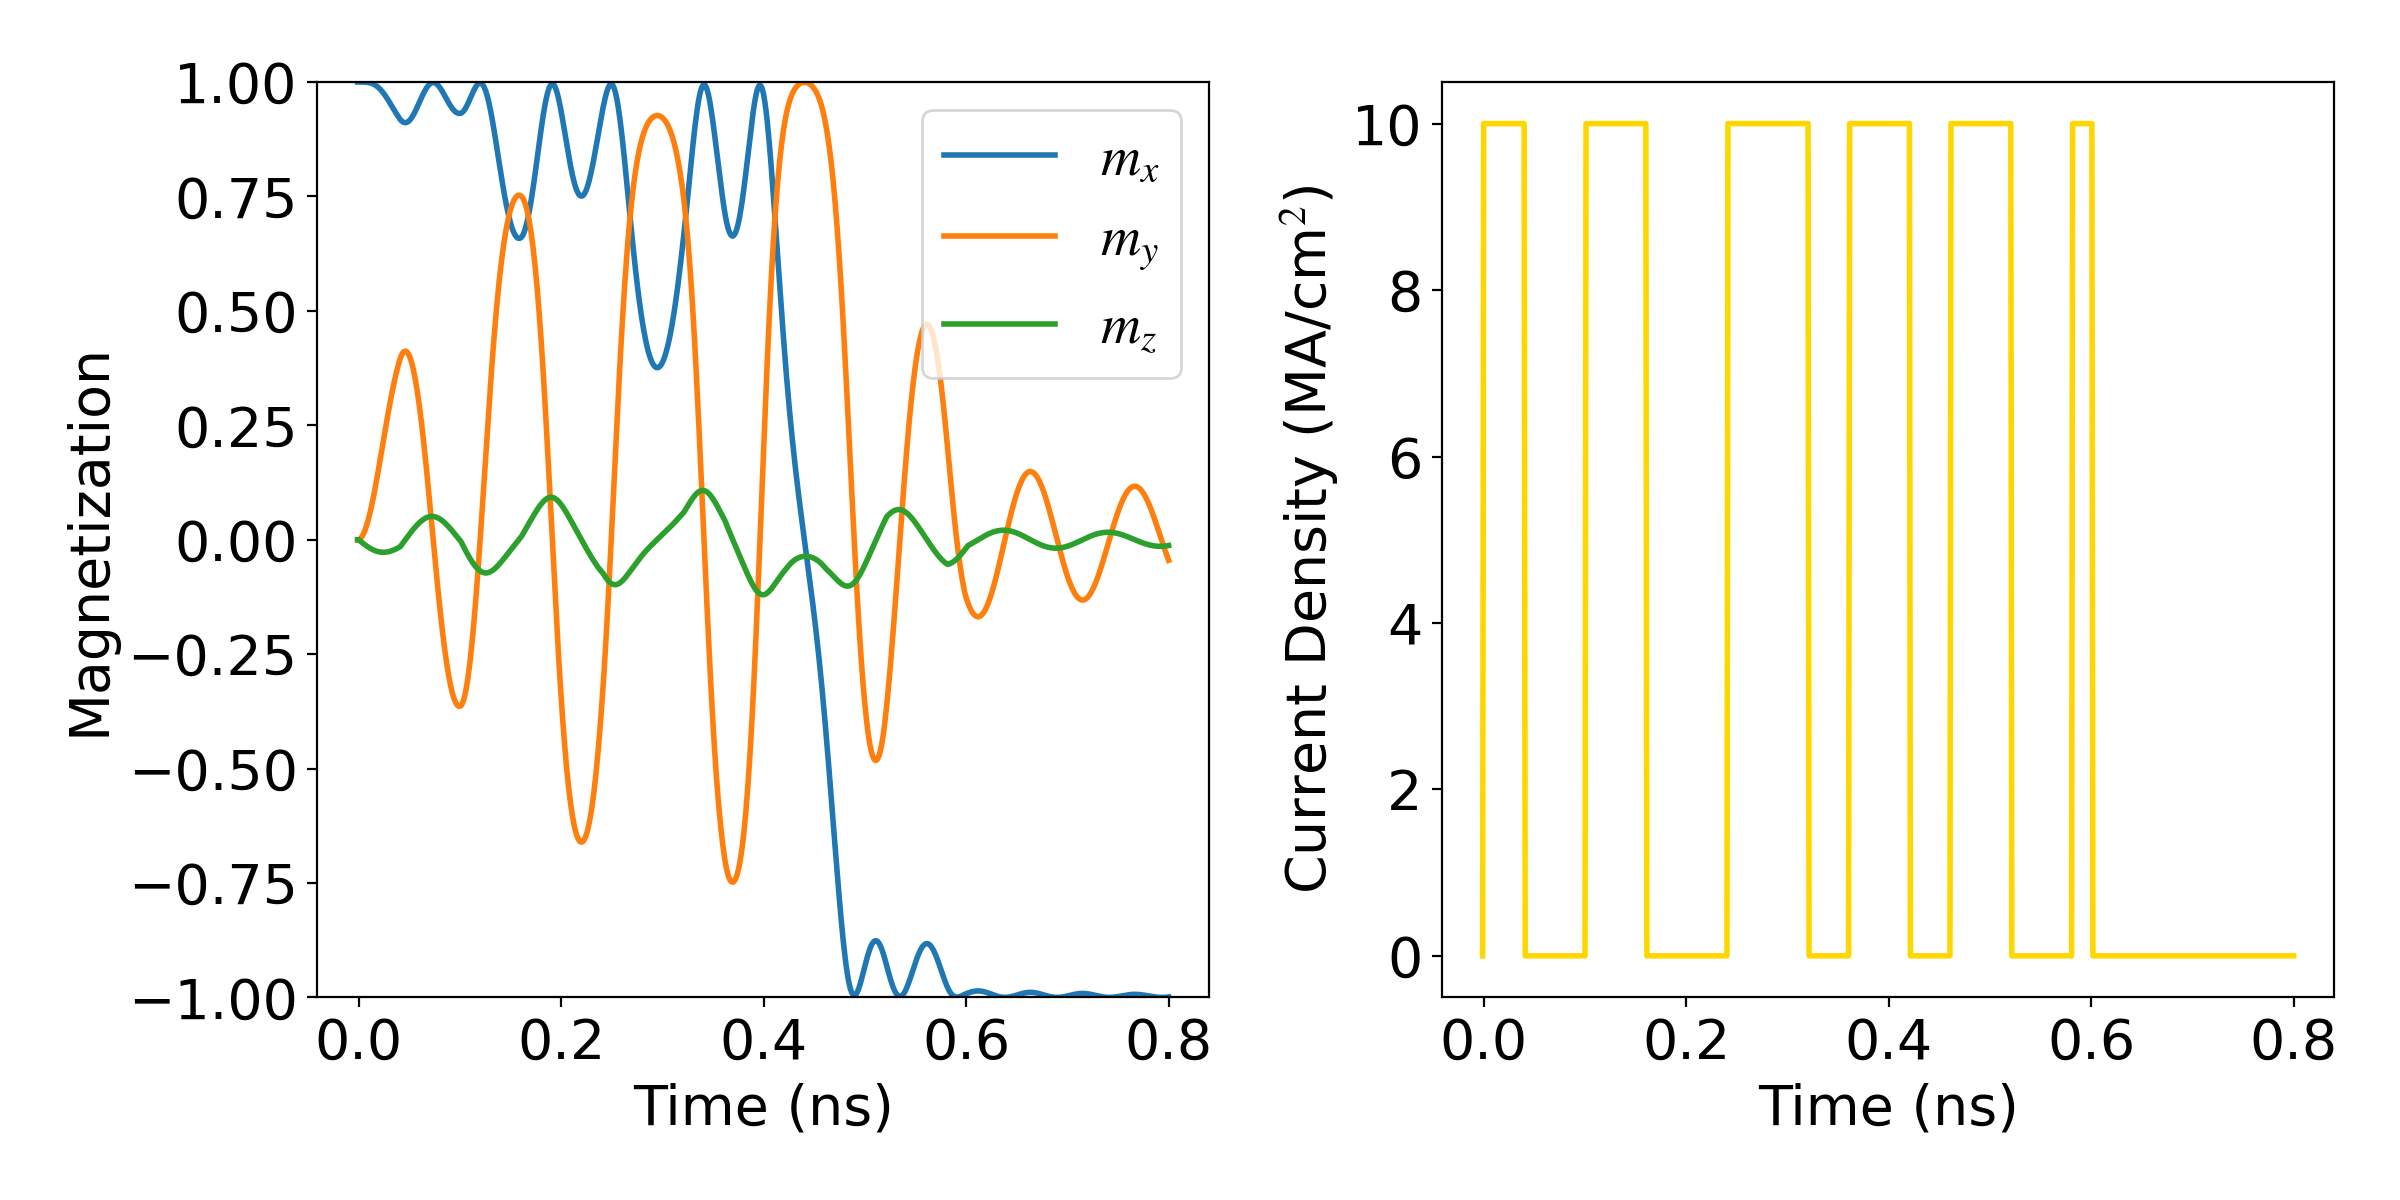 1.00
0.75
0.50
0.25
0.00
−0.25
−0.50
−0.75
−1.00
Magnetization
0.0 0.2 0.4 0.6 0.8
Time (ns)
m_x
m_y
m_z
10
8
6
4
2
0
Current Density (MA/cm²)
0.0 0.2 0.4 0.6 0.8
Time (ns)